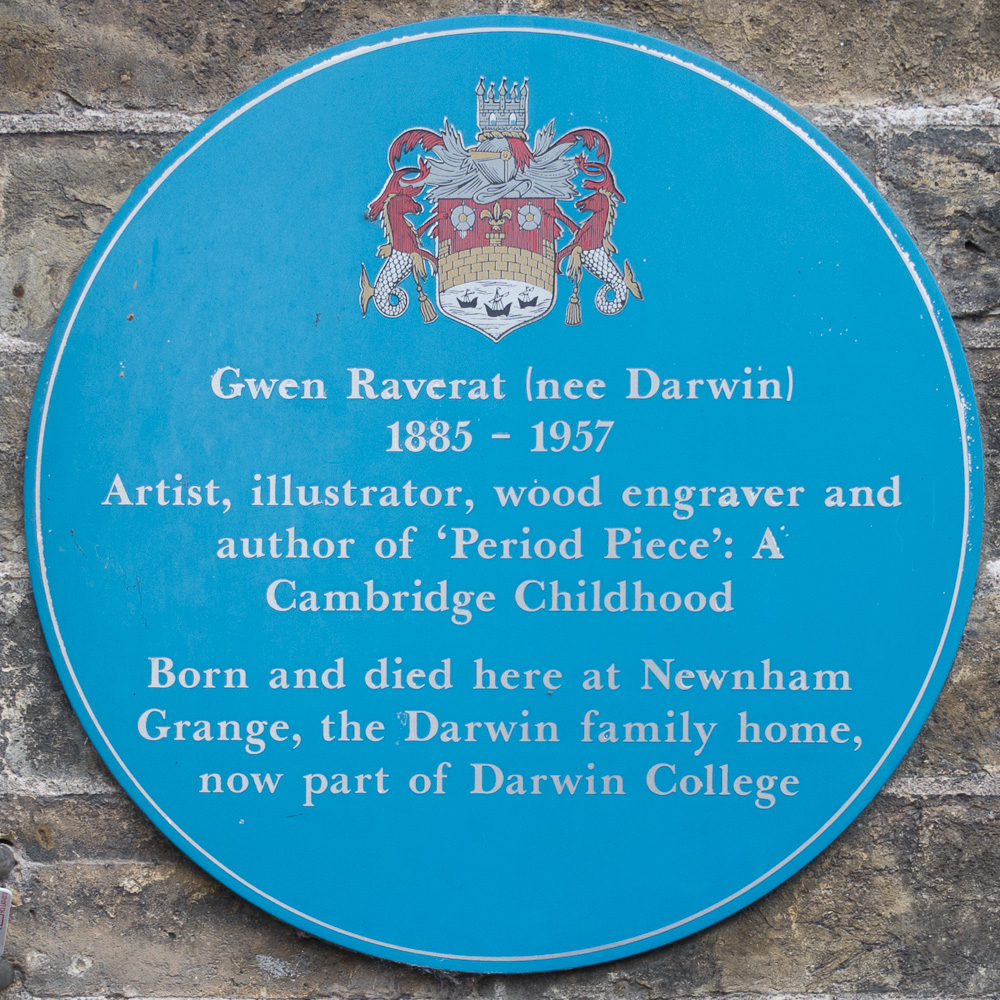 Gwen Raverat (nee Darwin)
1885 – 1957
Artist, illustrator, wood engraver and
author of ‘Period Piece’: A
Cambridge Childhood
Born and died here at Newnham
Grange, the Darwin family home,
now part of Darwin College